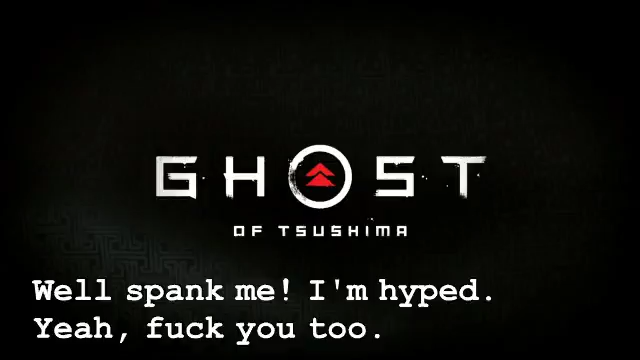 GHOST
OF TSUSHIMA
Well spank me! I'm hyped.
Yeah, fuck you too.